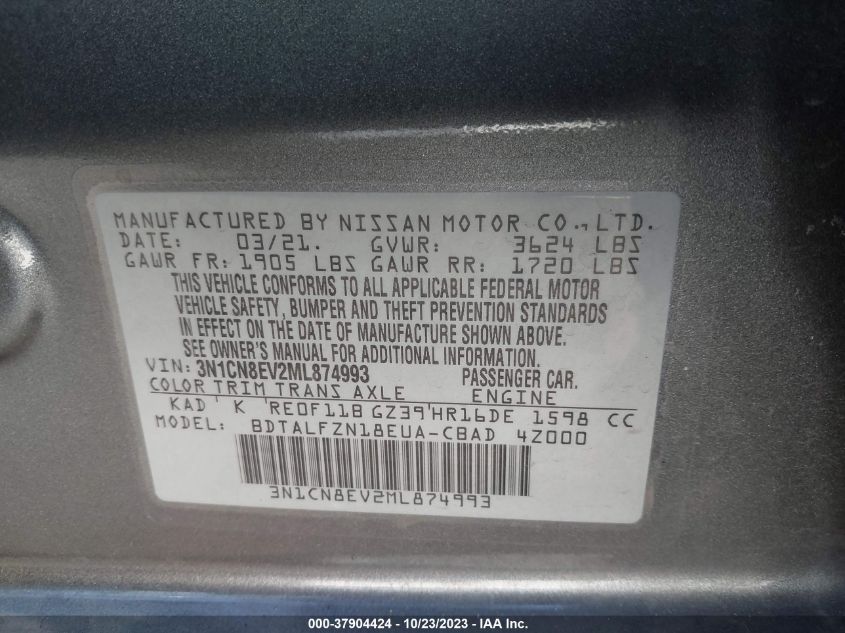 MANUFACTURED BY NISSAN MOTOR CO., LTD.
DATE: 03/21. GVWR: 3624 LBS
GAWR FR: 1905 LBS GAWR RR: 1720 LBS
THIS VEHICLE CONFORMS TO ALL APPLICABLE FEDERAL MOTOR
VEHICLE SAFETY, BUMPER AND THEFT PREVENTION STANDARDS
IN EFFECT ON THE DATE OF MANUFACTURE SHOWN ABOVE.
SEE OWNER'S MANUAL FOR ADDITIONAL INFORMATION.
VIN: 3N1CN8EV2ML874993 PASSENGER CAR.
COLOR TRIM TRANS AXLE ENGINE
KAD K RE0F11B GZ39 HR16DE 1598 CC
MODEL: BDTALFZN18EUA-CBAD 4Z000
3N1CN8EV2ML874993
000-37904424 - 10/23/2023 - IAA Inc.